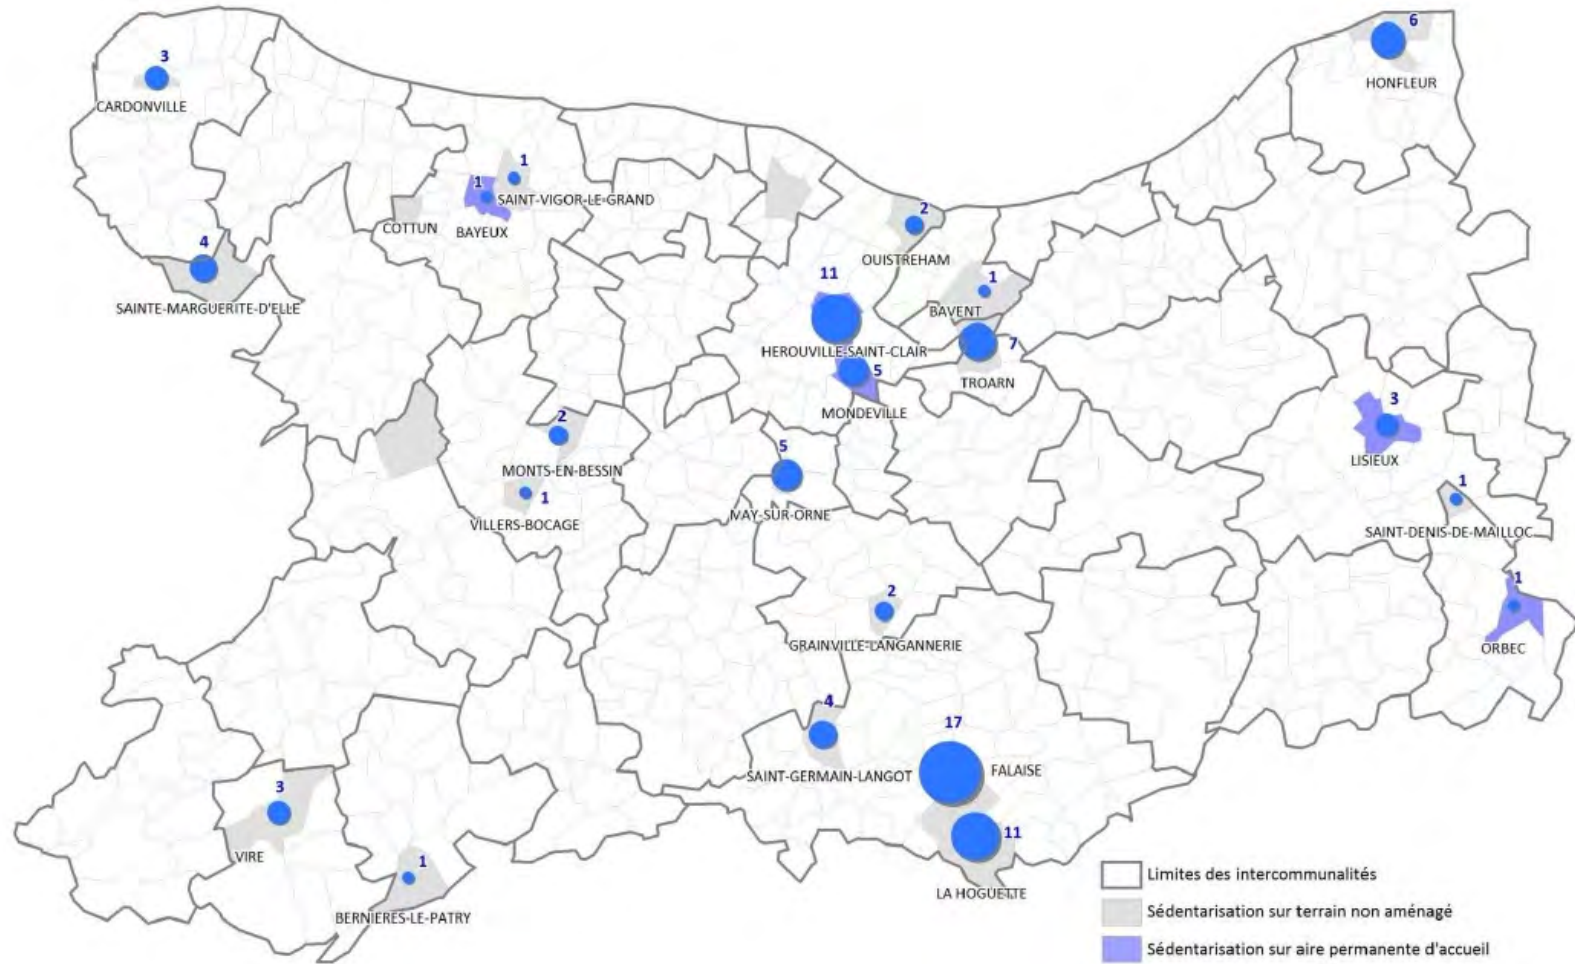 6
HONFLEUR
3
CARDONVILLE
1
1
SAINT-VIGOR-LE-GRAND
COTTUN
BAYEUX
2
OUISTREHAM
4
SAINTE-MARGUERITE-D'ELLE
11
1
BAVENT
HEROUVILLE-SAINT-CLAIR
7
TROARN
5
MONDEVILLE
3
LISIEUX
2
MONTS-EN-BESSIN
1
VILLERS-BOCAGE
5
MAY-SUR-ORNE
1
SAINT-DENIS-DE-MAILLOC
1
ORBEC
2
GRAINVILLE-LANGANNERIE
4
SAINT-GERMAIN-LANGOT
17
FALAISE
11
LA HOGUETTE
3
VIRE
1
BERNIERES-LE-PATRY
Limites des intercommunalités
Sédentarisation sur terrain non aménagé
Sédentarisation sur aire permanente d'accueil